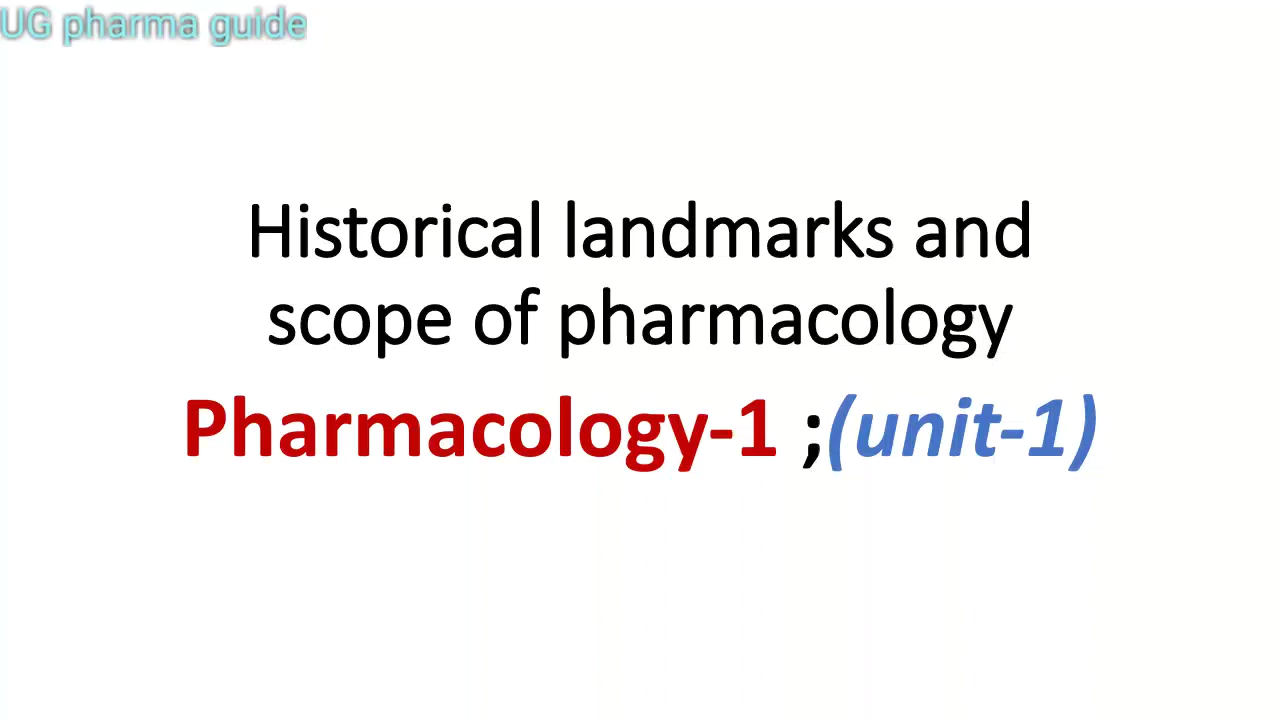 UG pharma guide
Historical landmarks and
scope of pharmacology
Pharmacology-1 ;(unit-1)